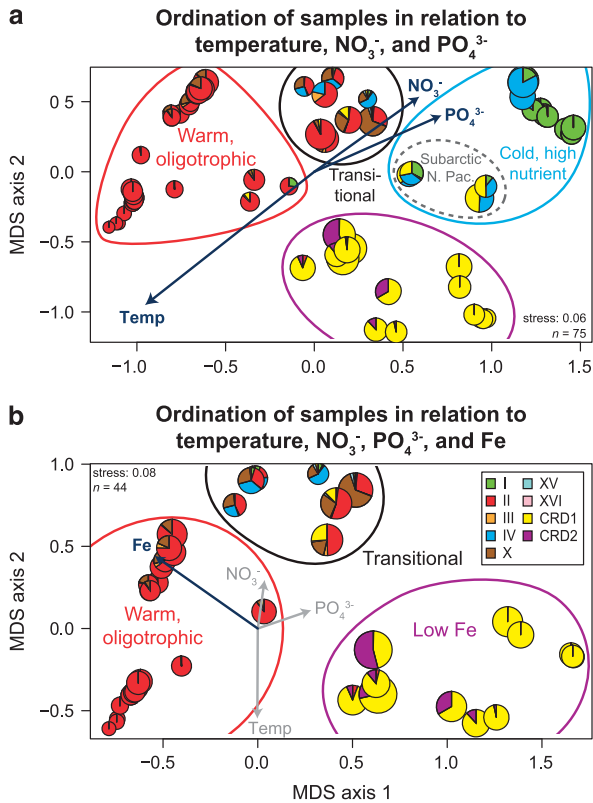 a
Ordination of samples in relation to
temperature, NO₃⁻, and PO₄³⁻
MDS axis 2
0.5
0.0
−0.5
−1.0
Warm,
oligotrophic
Transi-
tional
NO₃⁻
PO₄³⁻
Subarctic
N. Pac.
Cold, high
nutrient
Temp
stress: 0.06
n = 75
−1.0
−0.5
0.0
0.5
1.0
1.5
b
Ordination of samples in relation to
temperature, NO₃⁻, PO₄³⁻, and Fe
MDS axis 2
1.0
0.5
0.0
−0.5
stress: 0.08
n = 44
Fe
NO₃⁻
PO₄³⁻
Warm,
oligotrophic
Temp
Transitional
Low Fe
I
II
III
IV
X
XV
XVI
CRD1
CRD2
−0.5
0.0
0.5
1.0
1.5
MDS axis 1